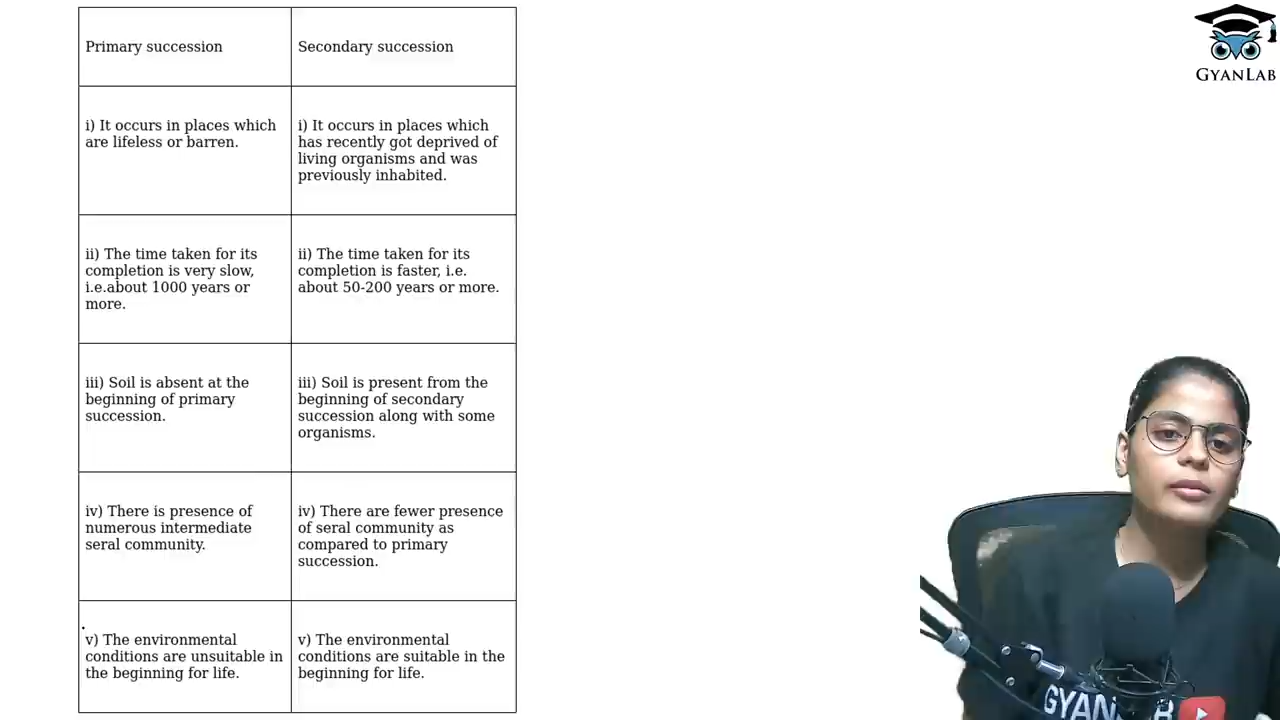 Primary succession
Secondary succession
i) It occurs in places which
are lifeless or barren.
i) It occurs in places which
has recently got deprived of
living organisms and was
previously inhabited.
ii) The time taken for its
completion is very slow,
i.e.about 1000 years or
more.
ii) The time taken for its
completion is faster, i.e.
about 50-200 years or more.
iii) Soil is absent at the
beginning of primary
succession.
iii) Soil is present from the
beginning of secondary
succession along with some
organisms.
iv) There is presence of
numerous intermediate
seral community.
iv) There are fewer presence
of seral community as
compared to primary
succession.
v) The environmental
conditions are unsuitable in
the beginning for life.
v) The environmental
conditions are suitable in the
beginning for life.
GYANLAB